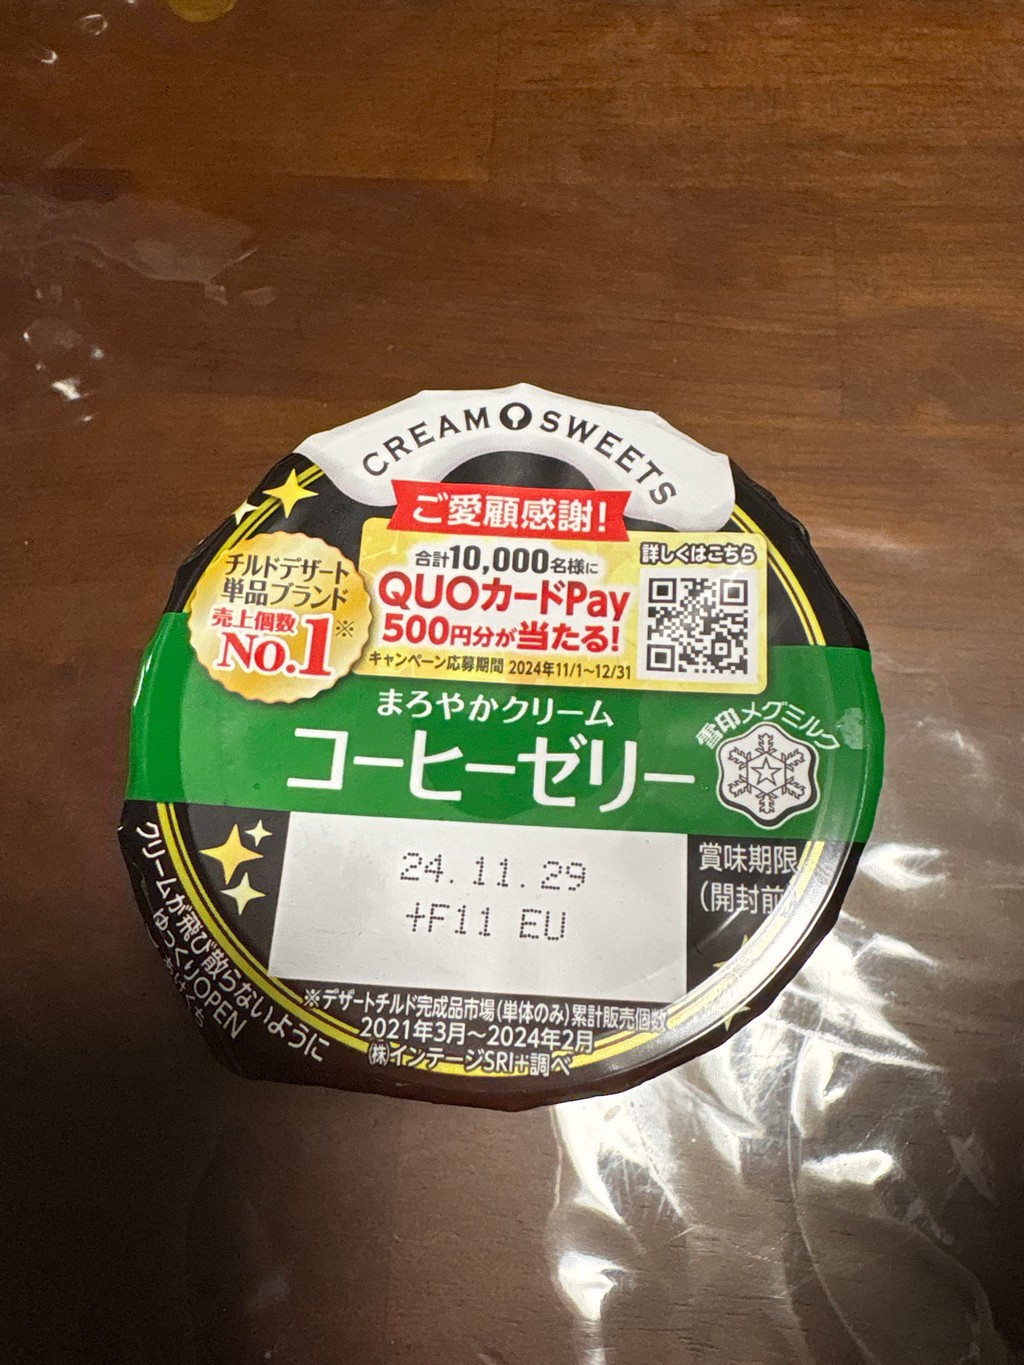 CREAM SWEETS
ご愛顧感謝!
チルドデザート
単品ブランド
売上個数
No.1※
合計10,000名様に
QUOカードPay
500円分が当たる!
キャンペーン応募期間 2024年11/1~12/31
詳しくはこちら
まろやかクリーム
コーヒーゼリー
雪印メグミルク
24.11.29
+F11 EU
賞味期限
(開封前)
クリームが飛び散らないように
ゆっくりOPEN
あけくち
※デザートチルド完成品市場(単体のみ)累計販売個数
2021年3月~2024年2月
(株)インテージSRI+調べ